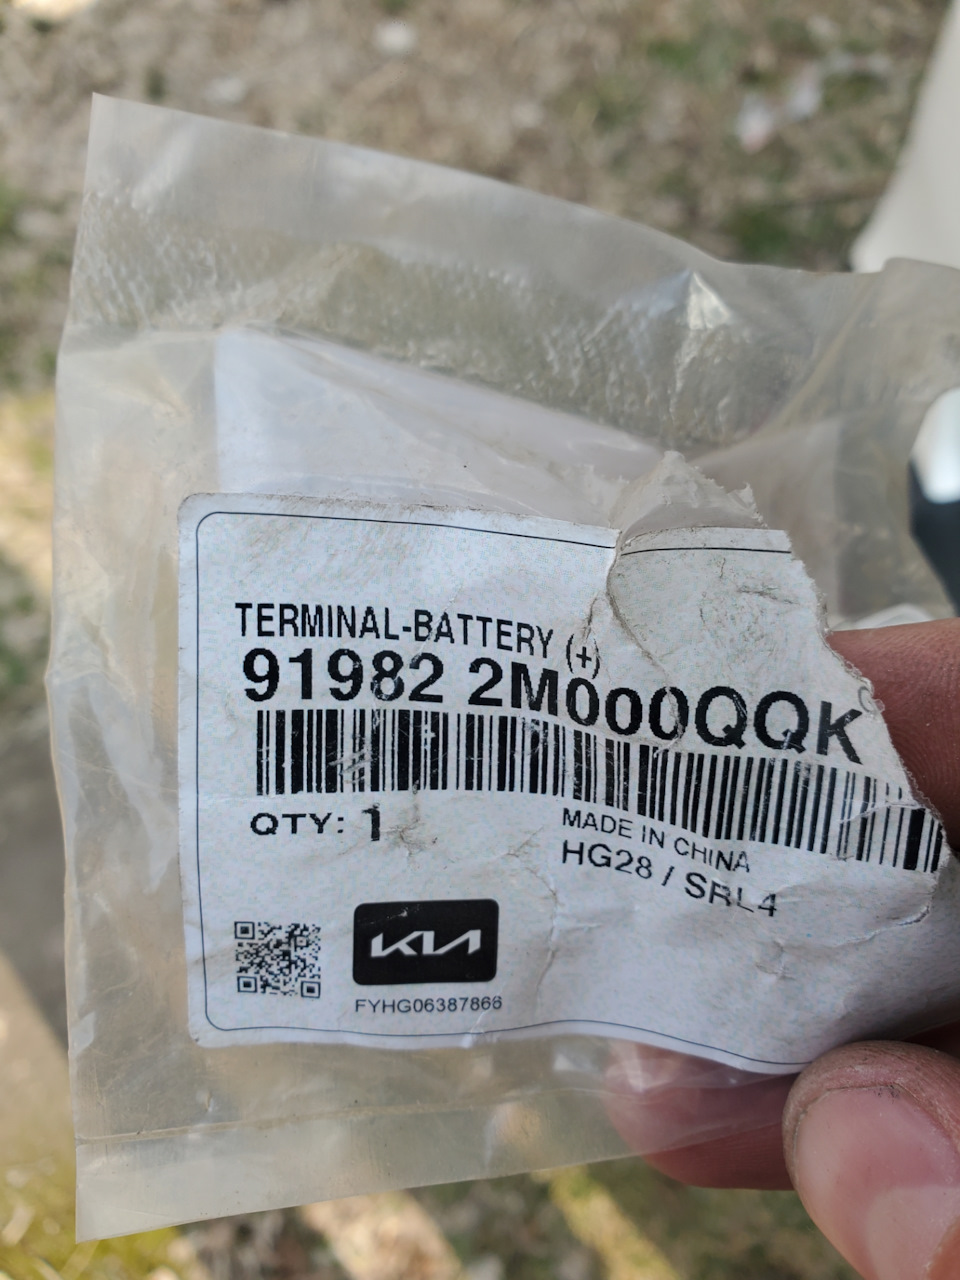 TERMINAL-BATTERY (+)
91982 2M000QQK
QTY: 1
MADE IN CHINA
HG28 / SRL4
KIA
FYHG06387866